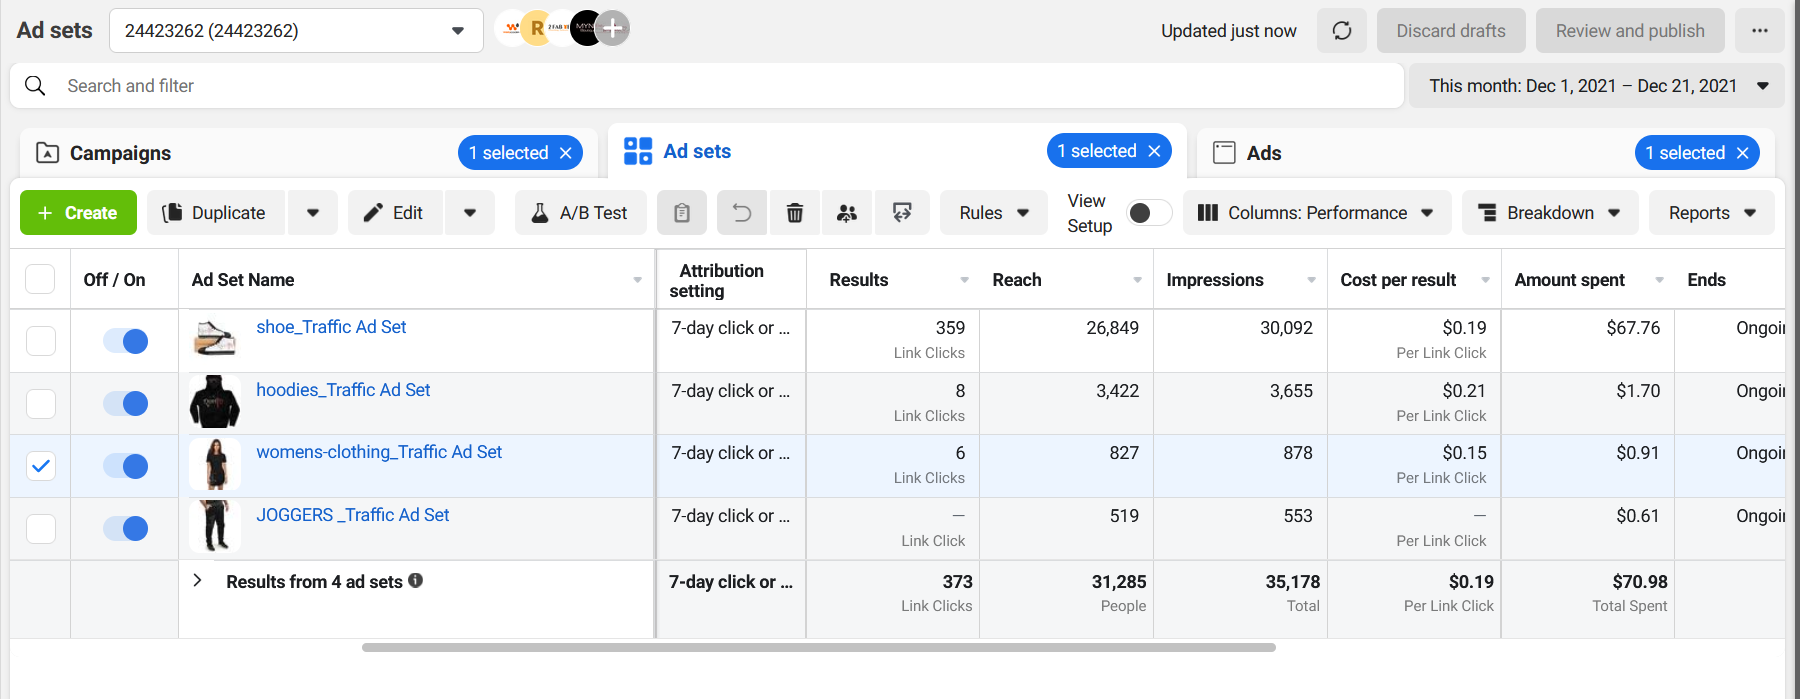 Ad sets
24423262 (24423262)
R
2 FAB
MYN
Updated just now
Discard drafts
Review and publish
Search and filter
This month: Dec 1, 2021 – Dec 21, 2021
Campaigns
1 selected
Ad sets
1 selected
Ads
1 selected
+ Create
Duplicate
Edit
A/B Test
Rules
View
Setup
Columns: Performance
Breakdown
Reports
Off / On
Ad Set Name
Attribution
setting
Results
Reach
Impressions
Cost per result
Amount spent
Ends
shoe_Traffic Ad Set
7-day click or ...
359
26,849
30,092
$0.19
$67.76
Ongoin
Link Clicks
Per Link Click
hoodies_Traffic Ad Set
7-day click or ...
8
3,422
3,655
$0.21
$1.70
Ongoin
Link Clicks
Per Link Click
womens-clothing_Traffic Ad Set
7-day click or ...
6
827
878
$0.15
$0.91
Ongoin
Link Clicks
Per Link Click
JOGGERS _Traffic Ad Set
7-day click or ...
—
519
553
—
$0.61
Ongoin
Link Click
Per Link Click
Results from 4 ad sets
7-day click or ...
373
31,285
35,178
$0.19
$70.98
Link Clicks
People
Total
Per Link Click
Total Spent